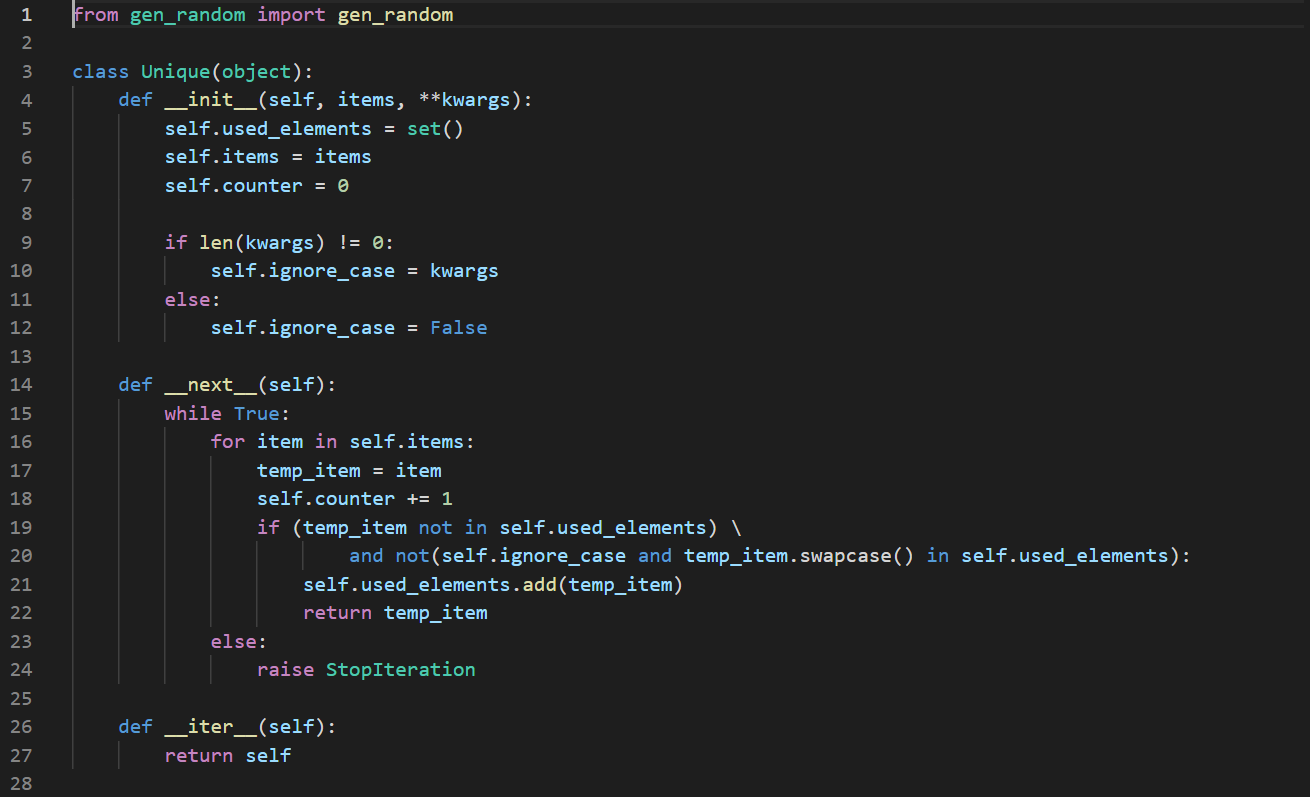 1 from gen_random import gen_random
2
3 class Unique(object):
4     def __init__(self, items, **kwargs):
5         self.used_elements = set()
6         self.items = items
7         self.counter = 0
8
9         if len(kwargs) != 0:
10             self.ignore_case = kwargs
11         else:
12             self.ignore_case = False
13
14     def __next__(self):
15         while True:
16             for item in self.items:
17                 temp_item = item
18                 self.counter += 1
19                 if (temp_item not in self.used_elements) \
20                         and not(self.ignore_case and temp_item.swapcase() in self.used_elements):
21                     self.used_elements.add(temp_item)
22                     return temp_item
23             else:
24                 raise StopIteration
25
26     def __iter__(self):
27         return self
28